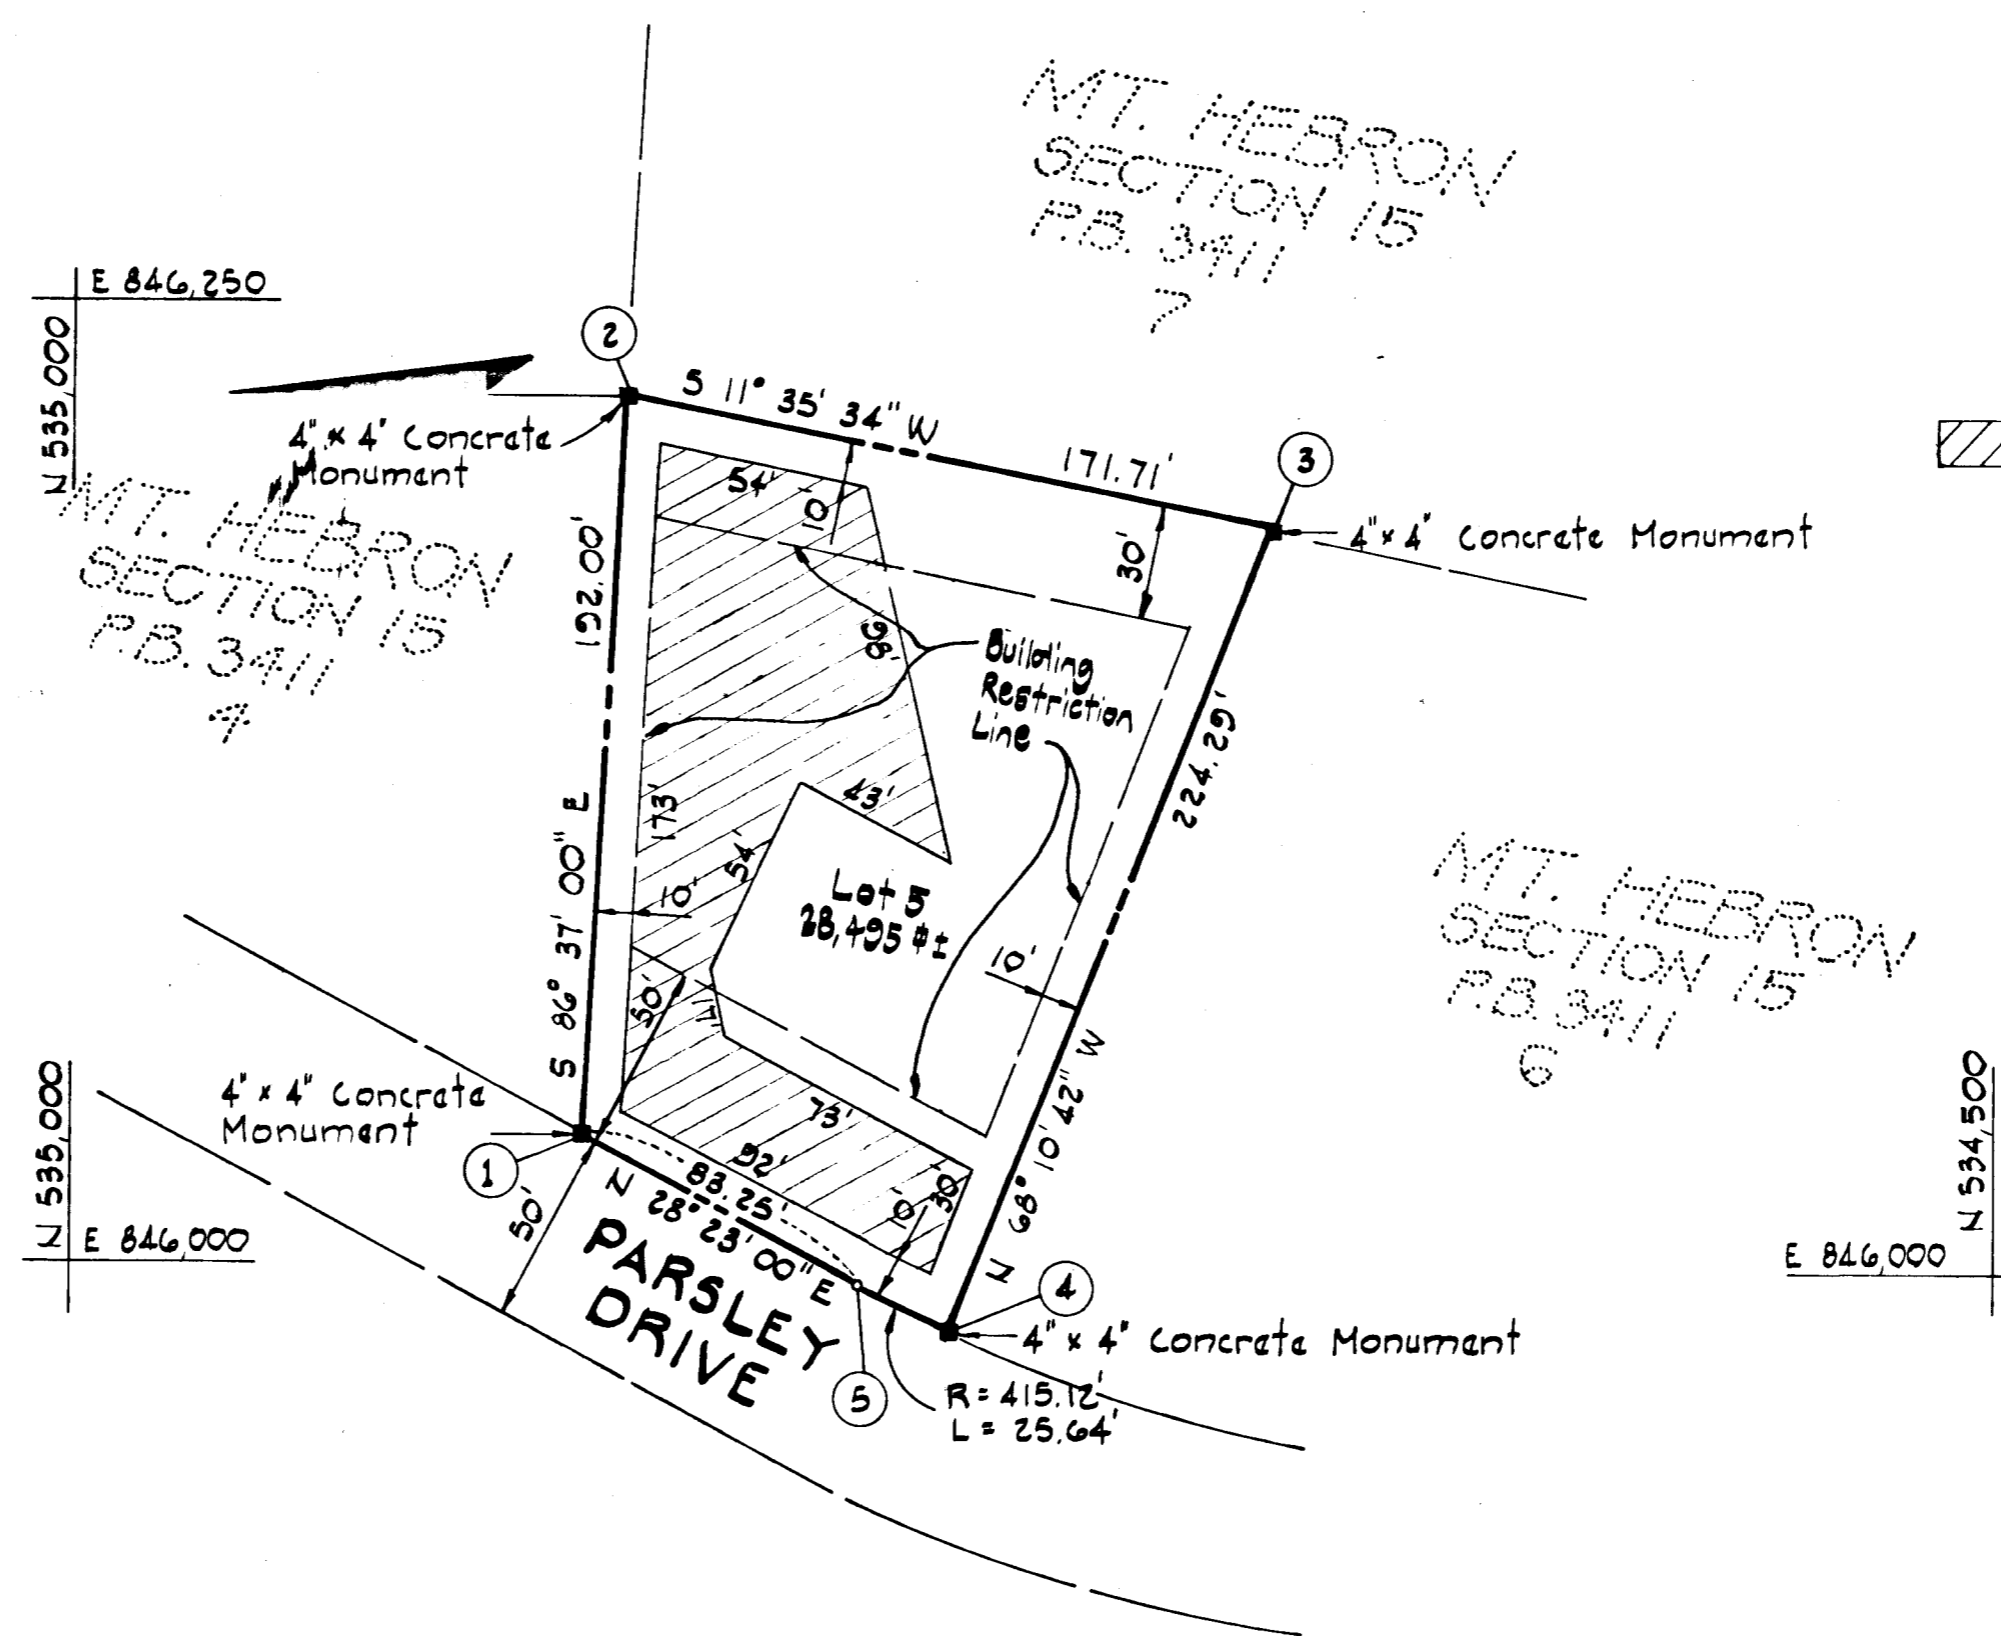 MT. HEBRON
SECTION 15
P.B. 3411
7
E 846,250
N 535,000
2
S 11° 35' 34" W
171.71'
3
4" x 4" Concrete
Monument
4" x 4" Concrete Monument
MT. HEBRON
SECTION 15
P.B. 3411
4
192.00'
S 86° 37' 00" E
54'
10'
30'
68'
Building
Restriction
Line
224.29'
N 68° 10' 42" W
173'
43'
54'
10'
Lot 5
28,495 ±
10'
50'
17'
MT. HEBRON
SECTION 15
P.B. 3411
6
4" x 4" Concrete
Monument
1
73'
92'
83.25'
N 28° 23' 00" E
10'
30'
50'
PARSLEY
DRIVE
4
4" x 4" Concrete Monument
5
R = 415.12'
L = 25.64'
N 535,000
E 846,000
N 534,500
E 846,000